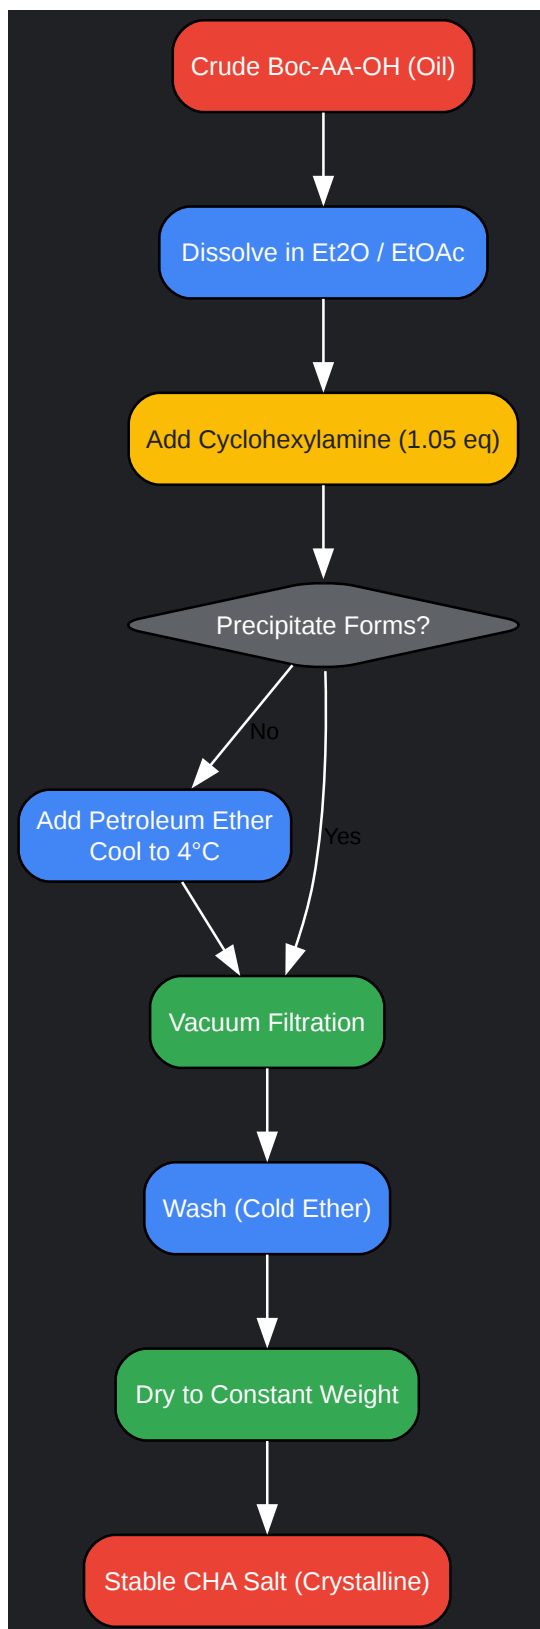 Crude Boc-AA-OH (Oil)
Dissolve in Et2O / EtOAc
Add Cyclohexylamine (1.05 eq)
Precipitate Forms?
No
Add Petroleum Ether
Cool to 4°C
Yes
Vacuum Filtration
Wash (Cold Ether)
Dry to Constant Weight
Stable CHA Salt (Crystalline)